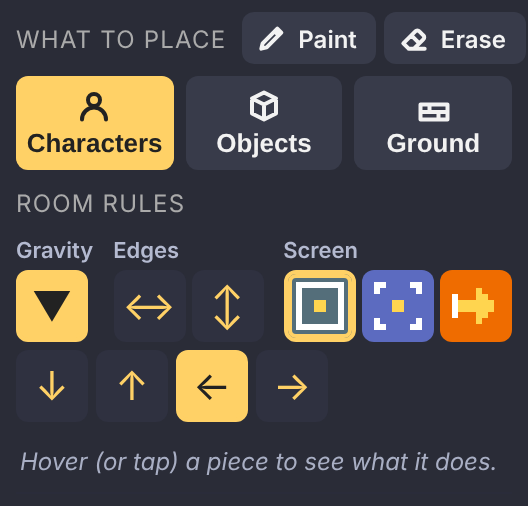 WHAT TO PLACE Paint Erase
Characters Objects Ground
ROOM RULES
Gravity Edges Screen
Hover (or tap) a piece to see what it does.